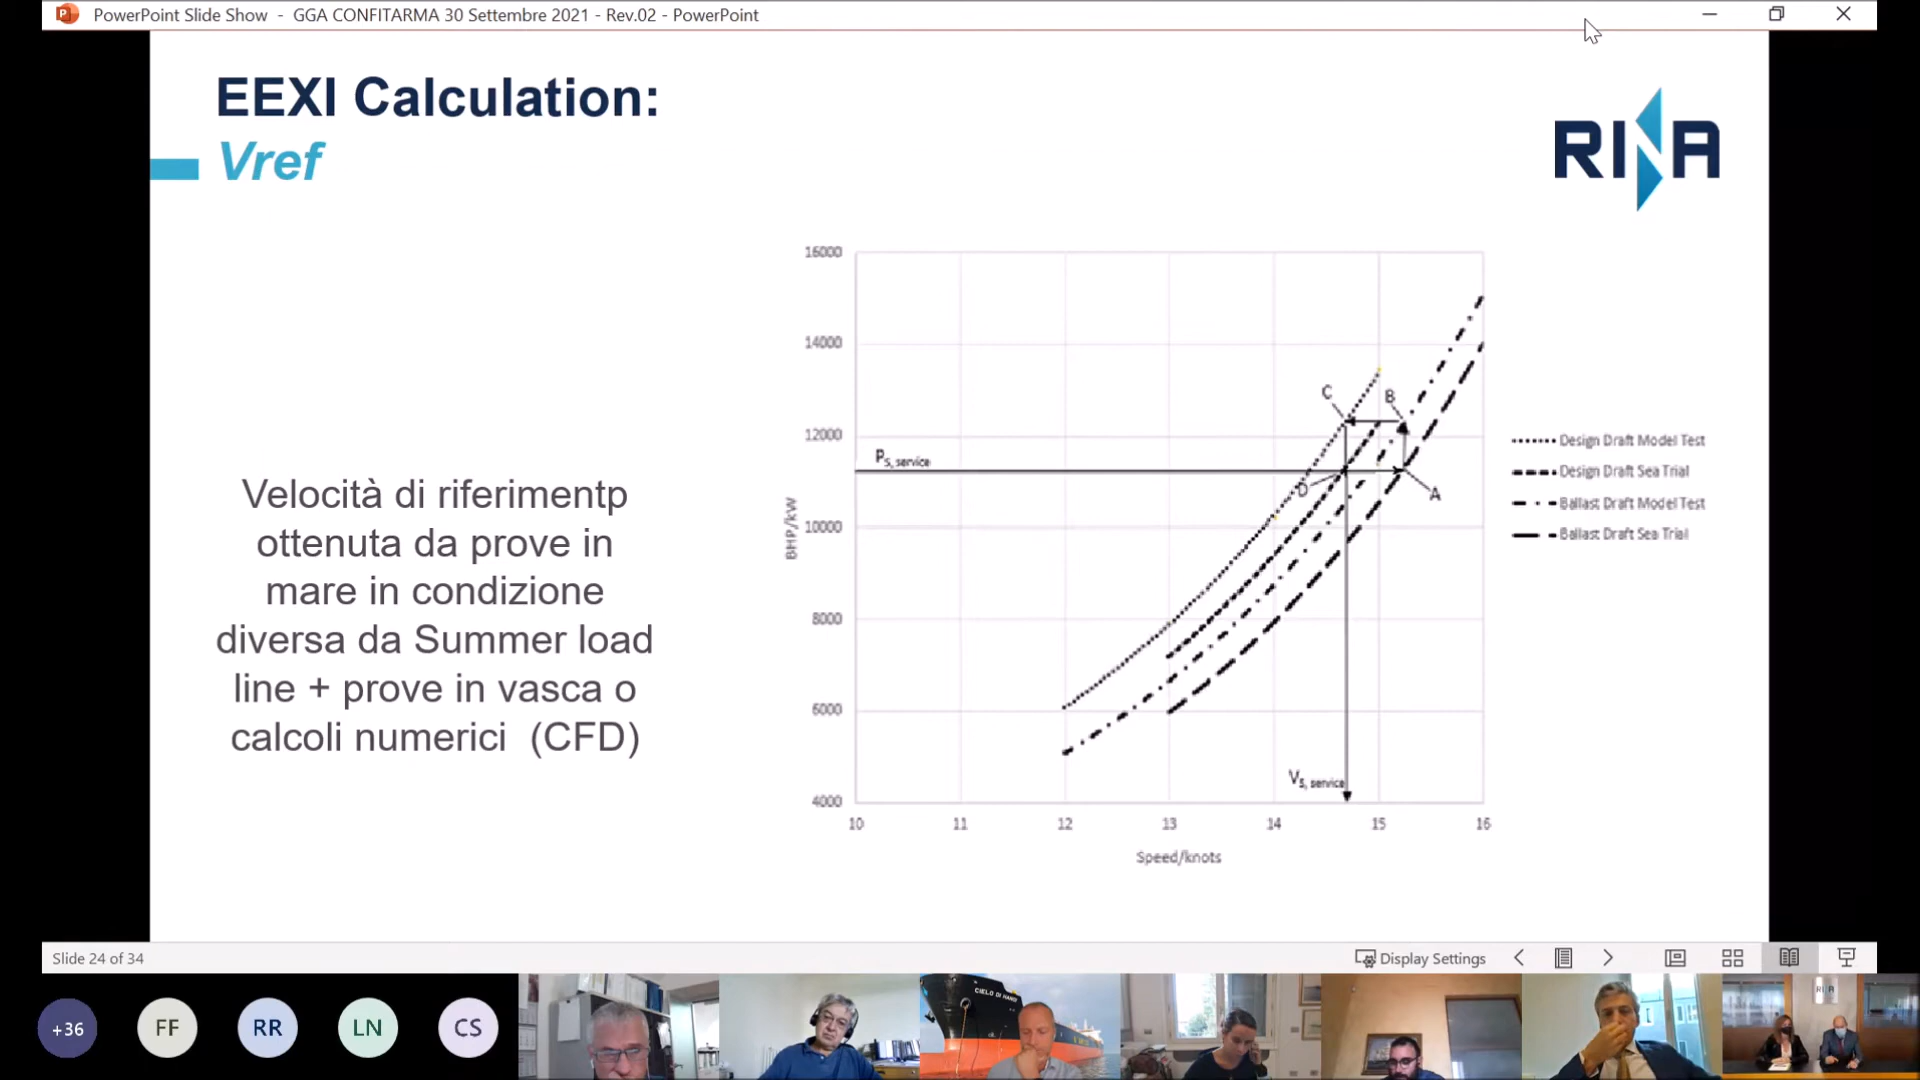 PowerPoint Slide Show - GGA CONFITARMA 30 Settembre 2021 - Rev.02 - PowerPoint
EEXI Calculation:
Vref
RINA
Velocità di riferimentp
ottenuta da prove in
mare in condizione
diversa da Summer load
line + prove in vasca o
calcoli numerici (CFD)
16000
14000
12000
10000
8000
6000
4000
BHP/kW
10 11 12 13 14 15 16
Speed/knots
PS, service
C
B
D
A
VS, service
Design Draft Model Test
Design Draft Sea Trial
Ballast Draft Model Test
Ballast Draft Sea Trial
Slide 24 of 34
Display Settings
+36
FF
RR
LN
CS
CIELO DI HANOI
RINA